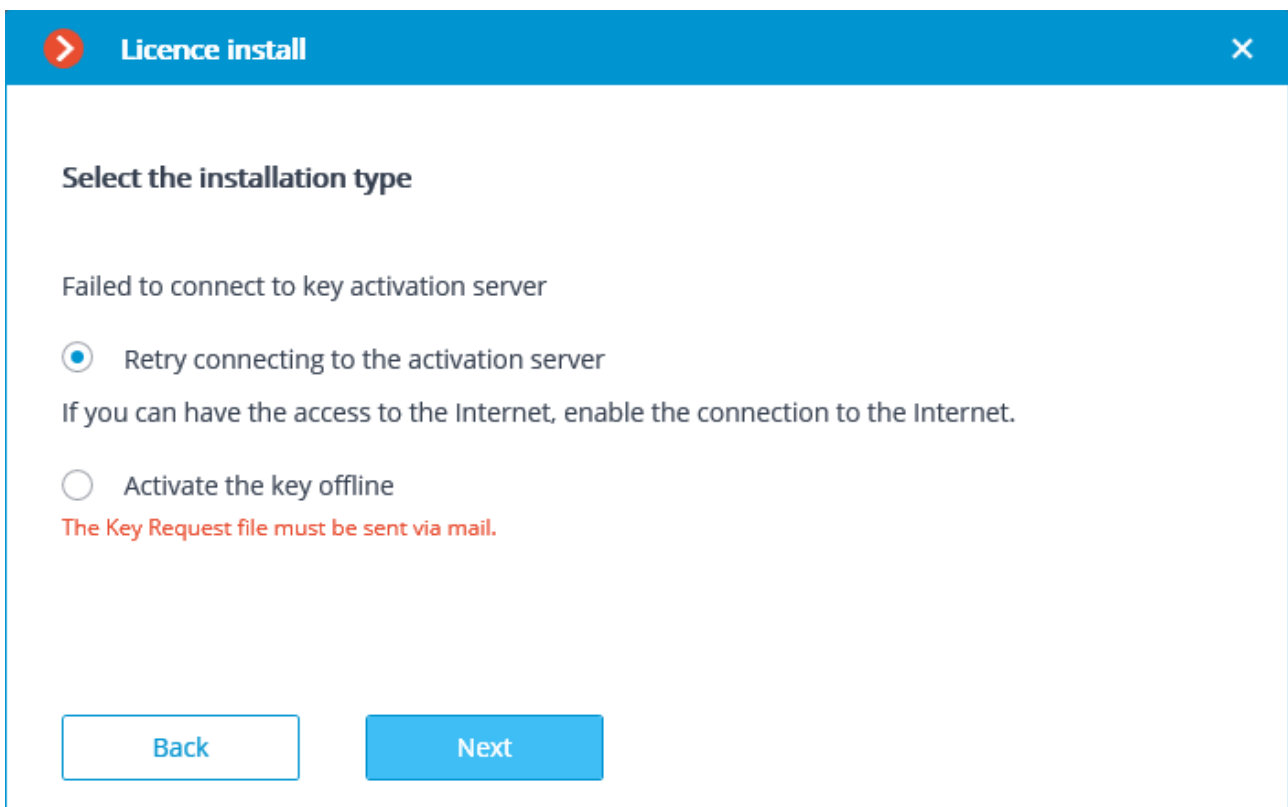 Licence install
Select the installation type
Failed to connect to key activation server
Retry connecting to the activation server
If you can have the access to the Internet, enable the connection to the Internet.
Activate the key offline
The Key Request file must be sent via mail.
Back
Next